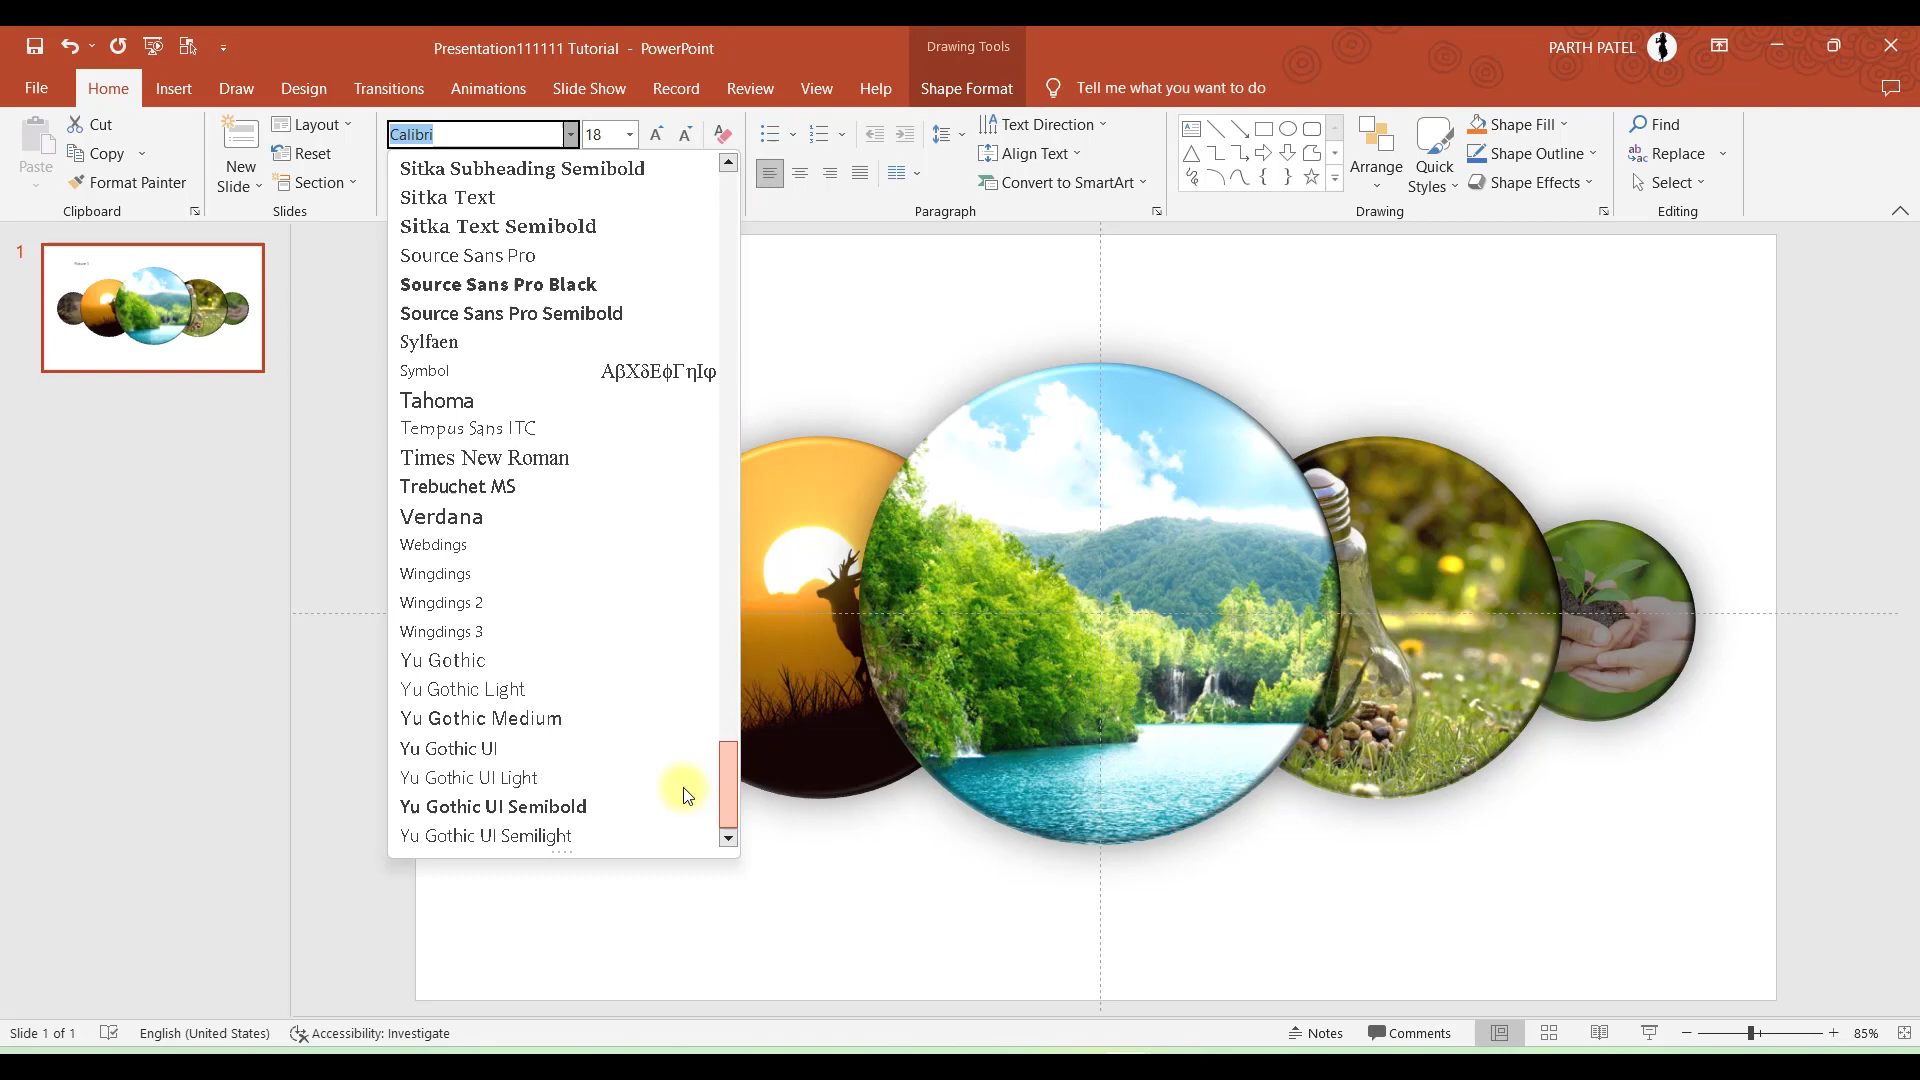 Presentation111111 Tutorial - PowerPoint
Drawing Tools
PARTH PATEL
File
Home
Insert
Draw
Design
Transitions
Animations
Slide Show
Record
Review
View
Help
Shape Format
Tell me what you want to do
Paste
Cut
Copy
Format Painter
Clipboard
New Slide
Layout
Reset
Section
Slides
Calibri
18
Text Direction
Align Text
Convert to SmartArt
Paragraph
Arrange
Quick Styles
Shape Fill
Shape Outline
Shape Effects
Drawing
Find
Replace
Select
Editing
Sitka Subheading Semibold
Sitka Text
Sitka Text Semibold
Source Sans Pro
Source Sans Pro Black
Source Sans Pro Semibold
Sylfaen
Symbol ΑβΧδΕϕΓηΙφ
Tahoma
Tempus Sans ITC
Times New Roman
Trebuchet MS
Verdana
Webdings
Wingdings
Wingdings 2
Wingdings 3
Yu Gothic
Yu Gothic Light
Yu Gothic Medium
Yu Gothic UI
Yu Gothic UI Light
Yu Gothic UI Semibold
Yu Gothic UI Semilight
1
Slide 1 of 1
English (United States)
Accessibility: Investigate
Notes
Comments
85%